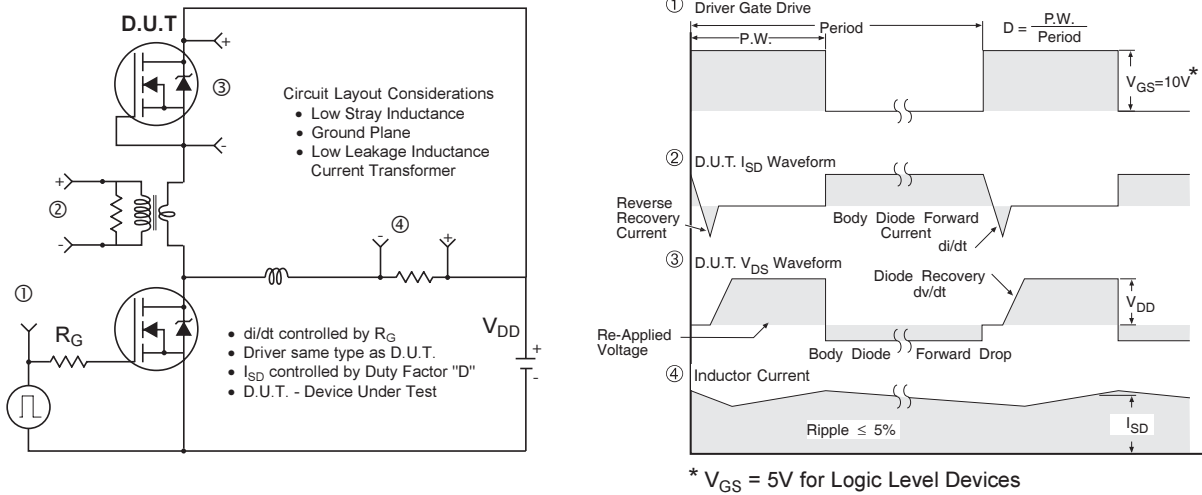 D.U.T
+
③
-
Circuit Layout Considerations
• Low Stray Inductance
• Ground Plane
• Low Leakage Inductance
Current Transformer
+
②
-
④
-
+
①
R_G
V_DD
+
-
• di/dt controlled by R_G
• Driver same type as D.U.T.
• I_SD controlled by Duty Factor "D"
• D.U.T. - Device Under Test
① Driver Gate Drive
P.W.
Period
D = P.W. / Period
V_GS=10V*
② D.U.T. I_SD Waveform
Reverse
Recovery
Current
Body Diode Forward
Current
di/dt
③ D.U.T. V_DS Waveform
Diode Recovery
dv/dt
V_DD
Re-Applied
Voltage
Body Diode Forward Drop
④ Inductor Current
Ripple ≤ 5%
I_SD
* V_GS = 5V for Logic Level Devices